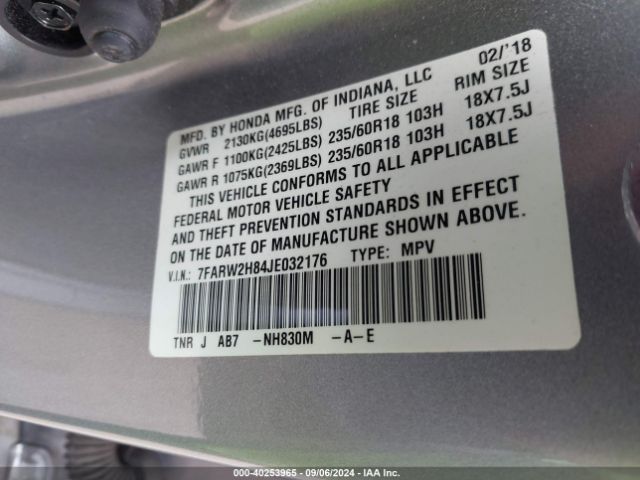 MFD. BY HONDA MFG. OF INDIANA, LLC 02/'18
GVWR 2130KG(4695LBS) TIRE SIZE RIM SIZE
GAWR F 1100KG(2425LBS) 235/60R18 103H 18X7.5J
GAWR R 1075KG(2369LBS) 235/60R18 103H 18X7.5J
THIS VEHICLE CONFORMS TO ALL APPLICABLE
FEDERAL MOTOR VEHICLE SAFETY
AND THEFT PREVENTION STANDARDS IN EFFECT
ON THE DATE OF MANUFACTURE SHOWN ABOVE.
V.I.N.: 7FARW2H84JE032176 TYPE: MPV
TNR J AB7 -NH830M -A-E
©000-40253965 - 09/06/2024 - IAA Inc.